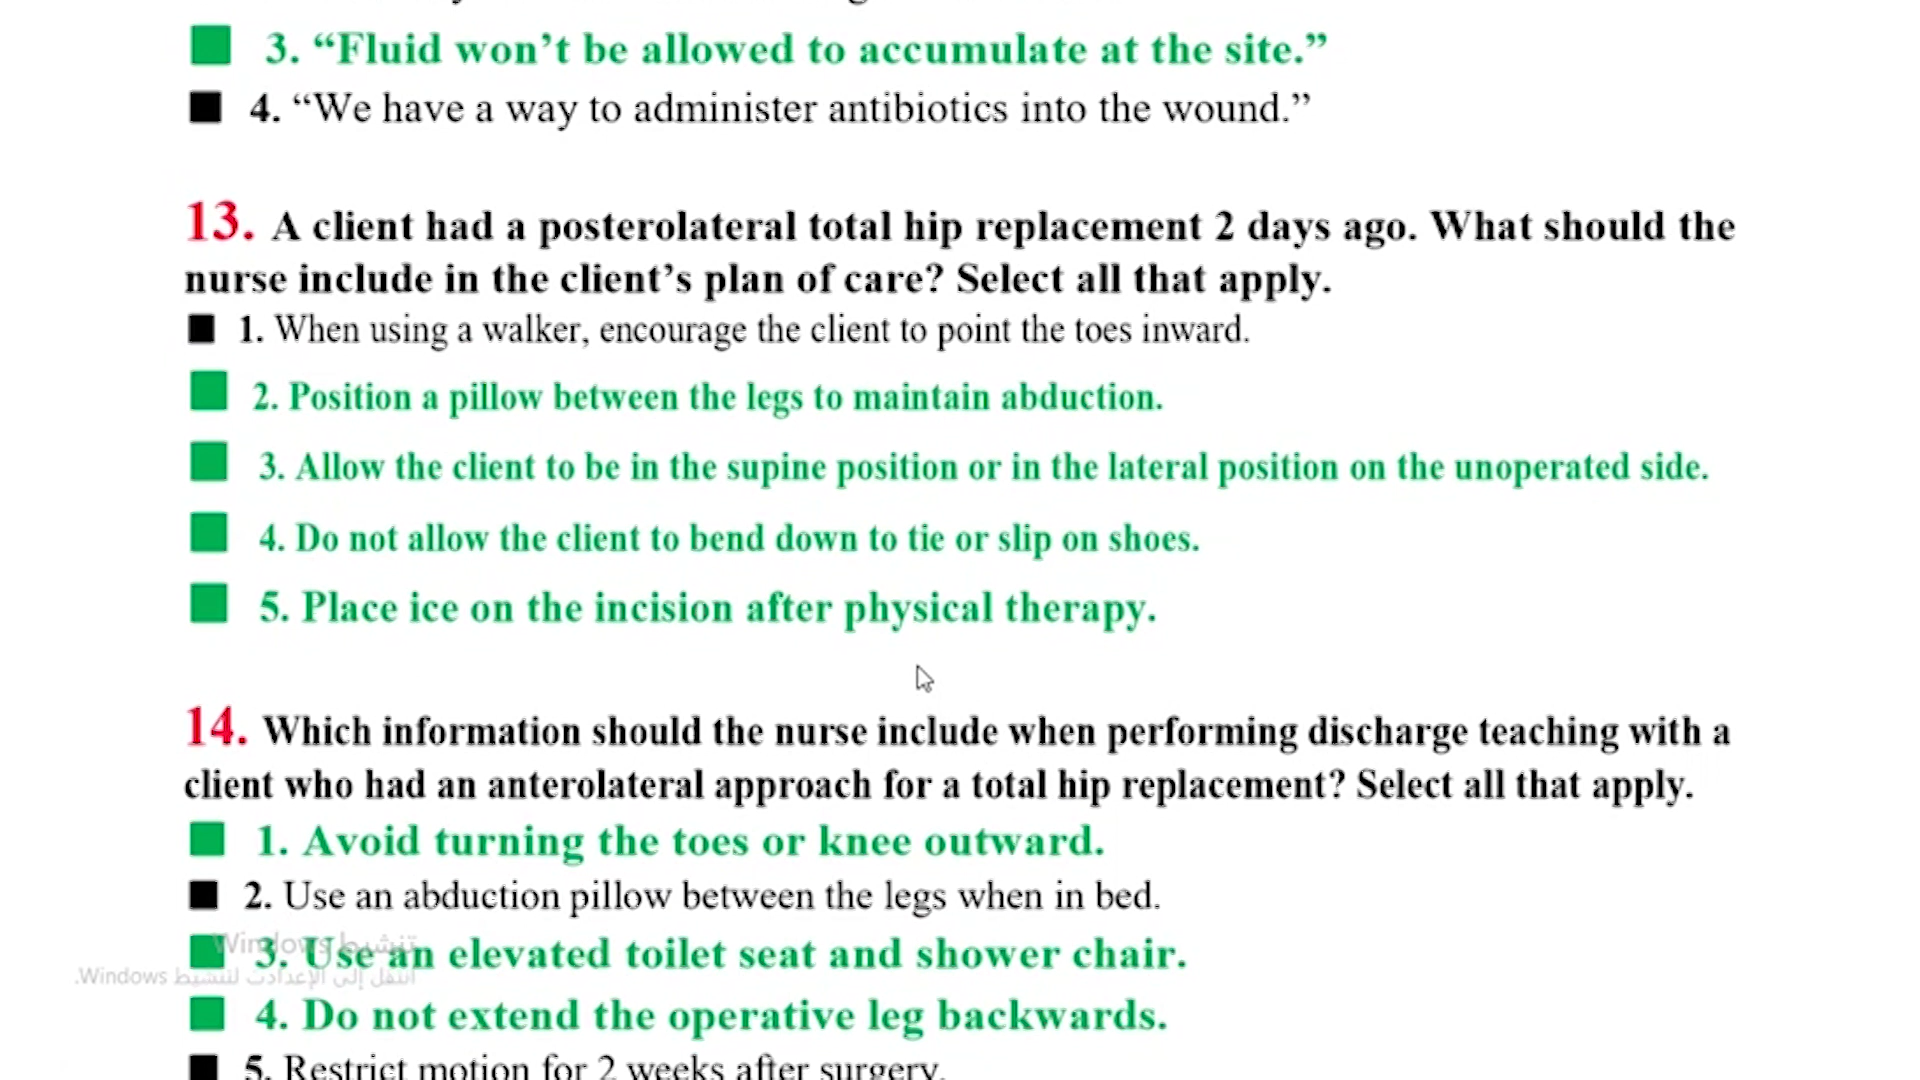 3. “Fluid won’t be allowed to accumulate at the site.”
4. “We have a way to administer antibiotics into the wound.”
13. A client had a posterolateral total hip replacement 2 days ago. What should the
nurse include in the client’s plan of care? Select all that apply.
1. When using a walker, encourage the client to point the toes inward.
2. Position a pillow between the legs to maintain abduction.
3. Allow the client to be in the supine position or in the lateral position on the unoperated side.
4. Do not allow the client to bend down to tie or slip on shoes.
5. Place ice on the incision after physical therapy.
14. Which information should the nurse include when performing discharge teaching with a
client who had an anterolateral approach for a total hip replacement? Select all that apply.
1. Avoid turning the toes or knee outward.
2. Use an abduction pillow between the legs when in bed.
تنشيط Windows
3. Use an elevated toilet seat and shower chair.
انتقل إلى الإعدادات لتنشيط Windows.
4. Do not extend the operative leg backwards.
5. Restrict motion for 2 weeks after surgery.